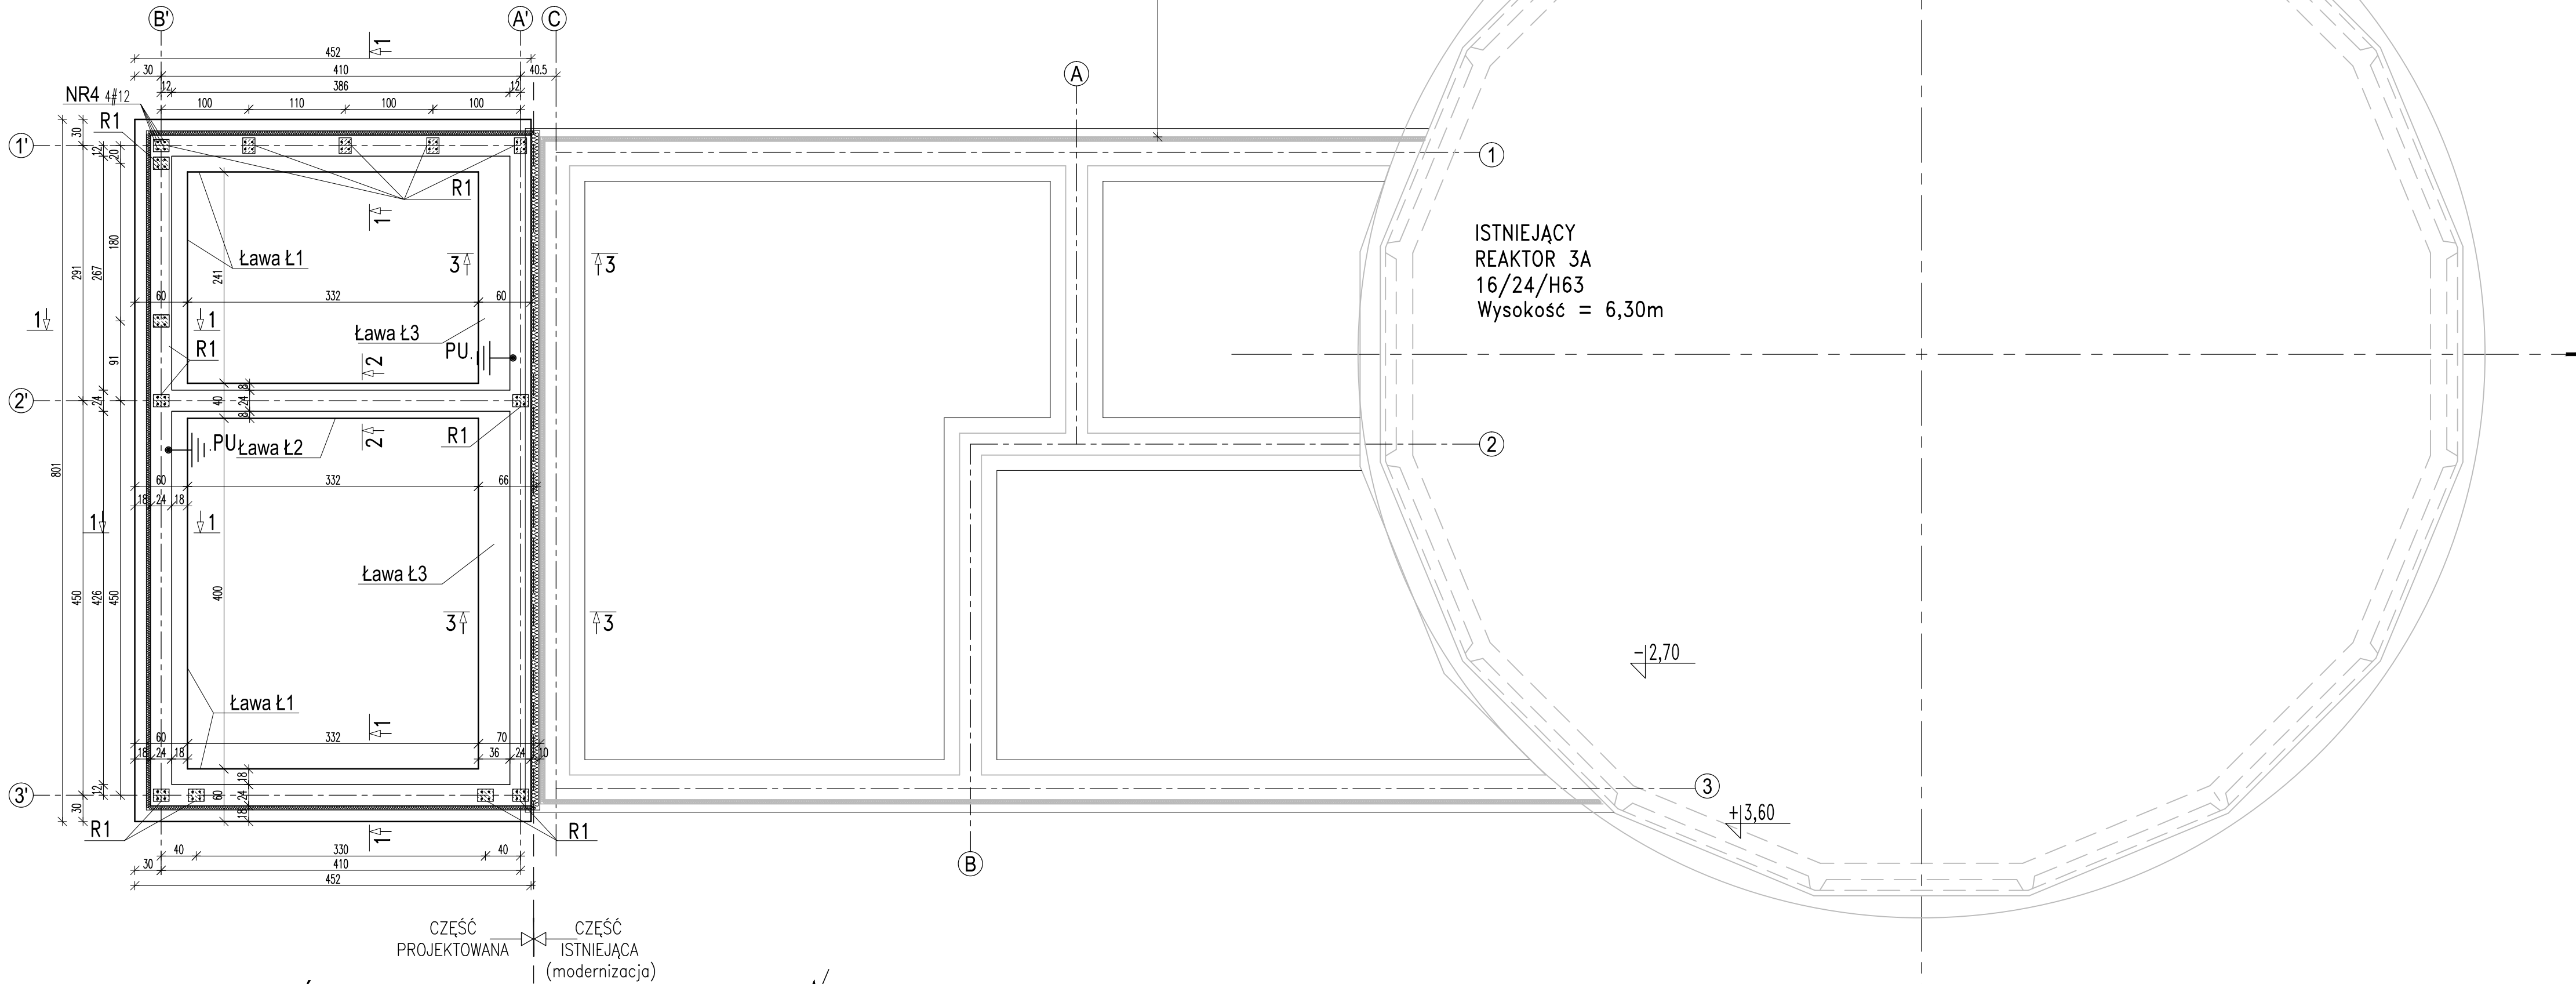 B'
A'
C
452
1
30
410
40.5
12
386
12
NR4 4#12
100
110
100
100
A
R1
30
1'
12
20
1
R1
1
ISTNIEJĄCY
REAKTOR 3A
16/24/H63
Wysokość = 6,30m
291
267
180
241
Ława Ł1
3
3
60
332
60
1
1
Ława Ł3
R1
91
PU.
2
2'
24
40
8
24
8
R1
2
2
.PU
Ława Ł2
801
60
332
66
18
24
18
1
1
450
426
450
400
Ława Ł3
3
3
-2,70
Ława Ł1
1
60
332
70
18
24
18
36
24
10
3'
12
30
60
18
24
18
3
+3,60
R1
1
R1
40
330
40
B
30
410
452
CZĘŚĆ
PROJEKTOWANA
CZĘŚĆ
ISTNIEJĄCA
(modernizacja)